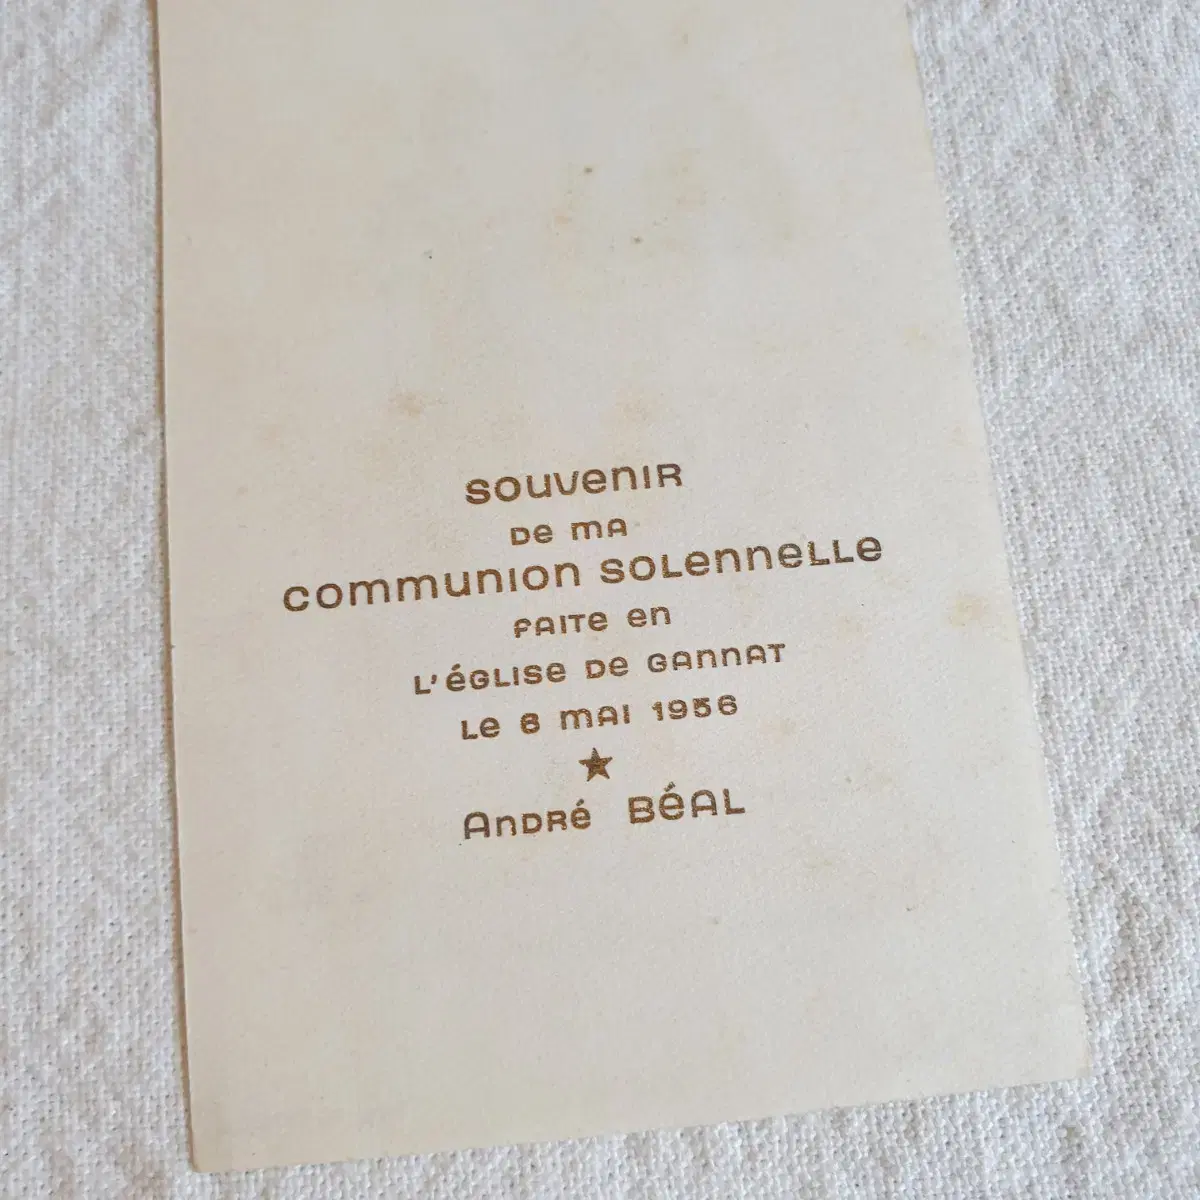 SOUVENIR
DE MA
COMMUNION SOLENNELLE
FAITE EN
L'ÉGLISE DE GANNAT
LE 6 MAI 1956
ANDRÉ BÉAL